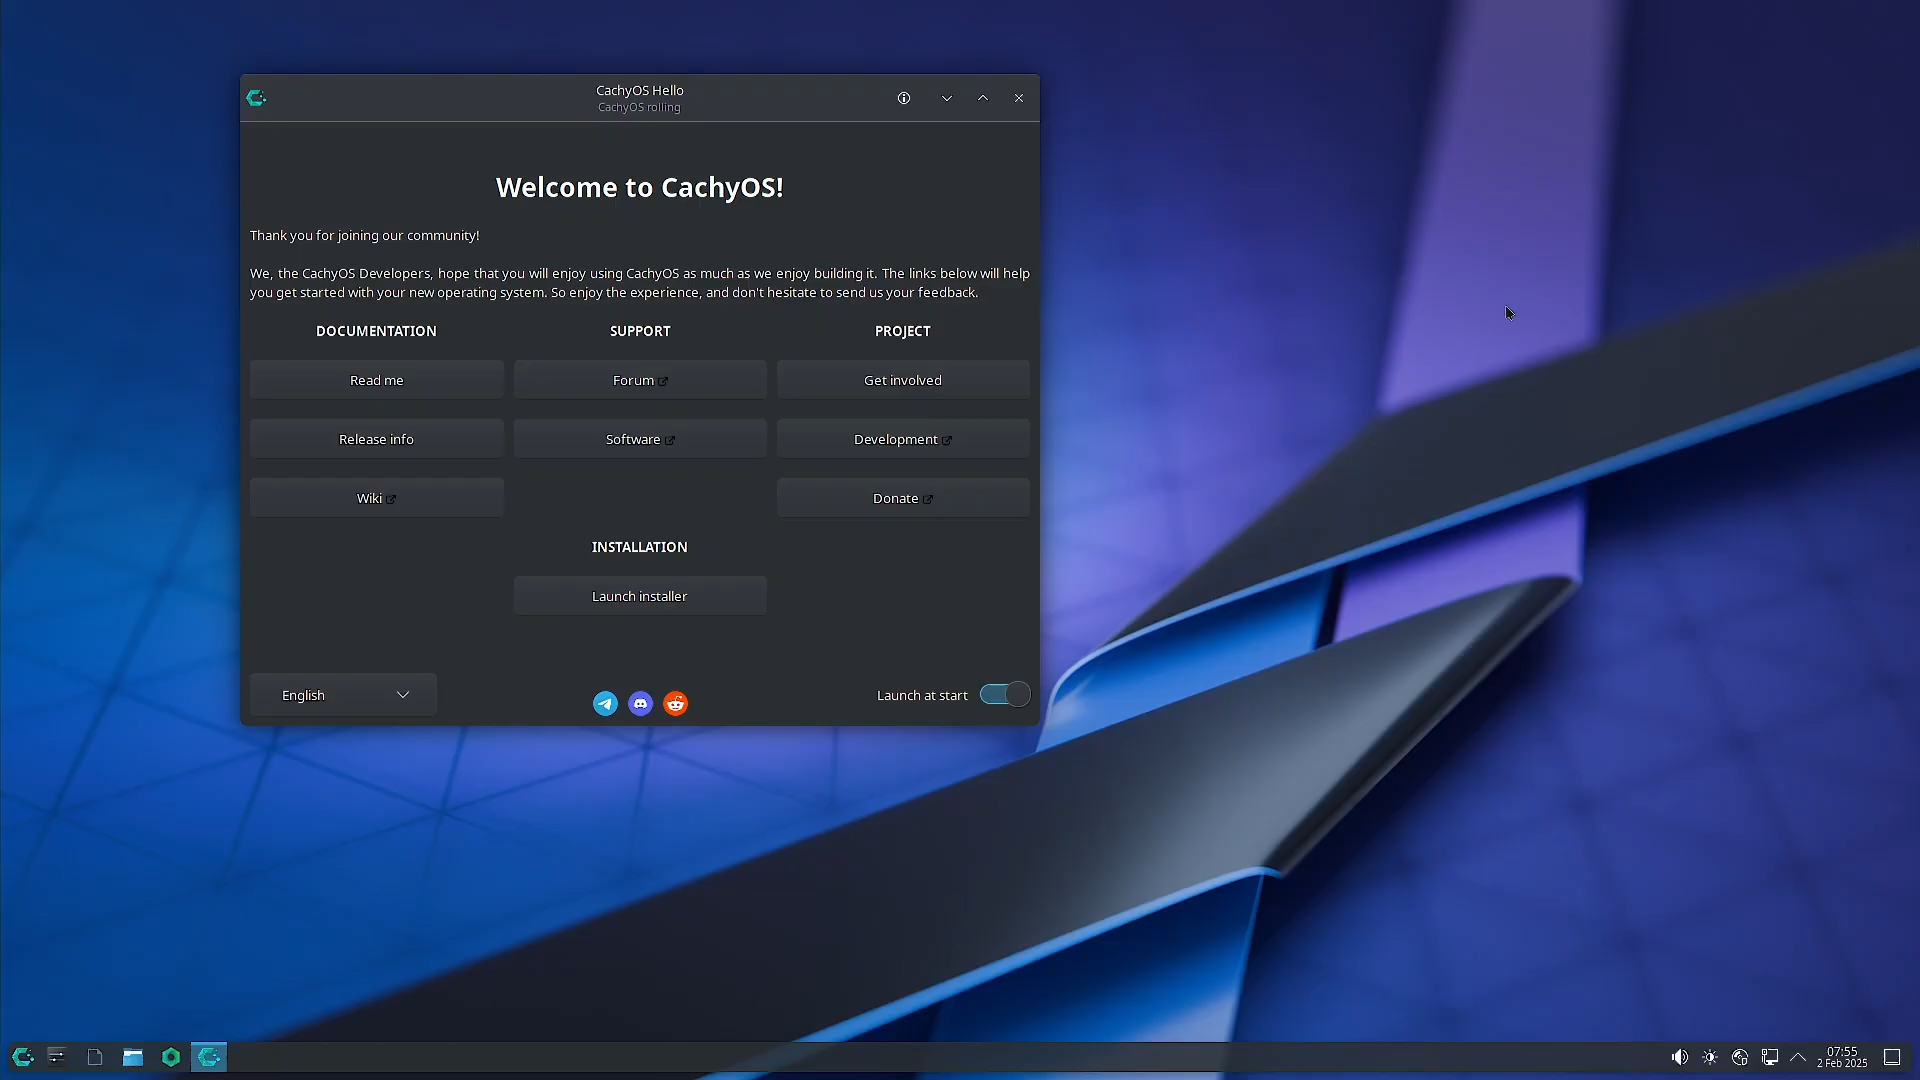 CachyOS Hello
CachyOS rolling
Welcome to CachyOS!
Thank you for joining our community!
We, the CachyOS Developers, hope that you will enjoy using CachyOS as much as we enjoy building it. The links below will help
you get started with your new operating system. So enjoy the experience, and don't hesitate to send us your feedback.
DOCUMENTATION
SUPPORT
PROJECT
Read me
Forum
Get involved
Release info
Software
Development
Wiki
Donate
INSTALLATION
Launch installer
English
Launch at start
07:55
2 Feb 2025